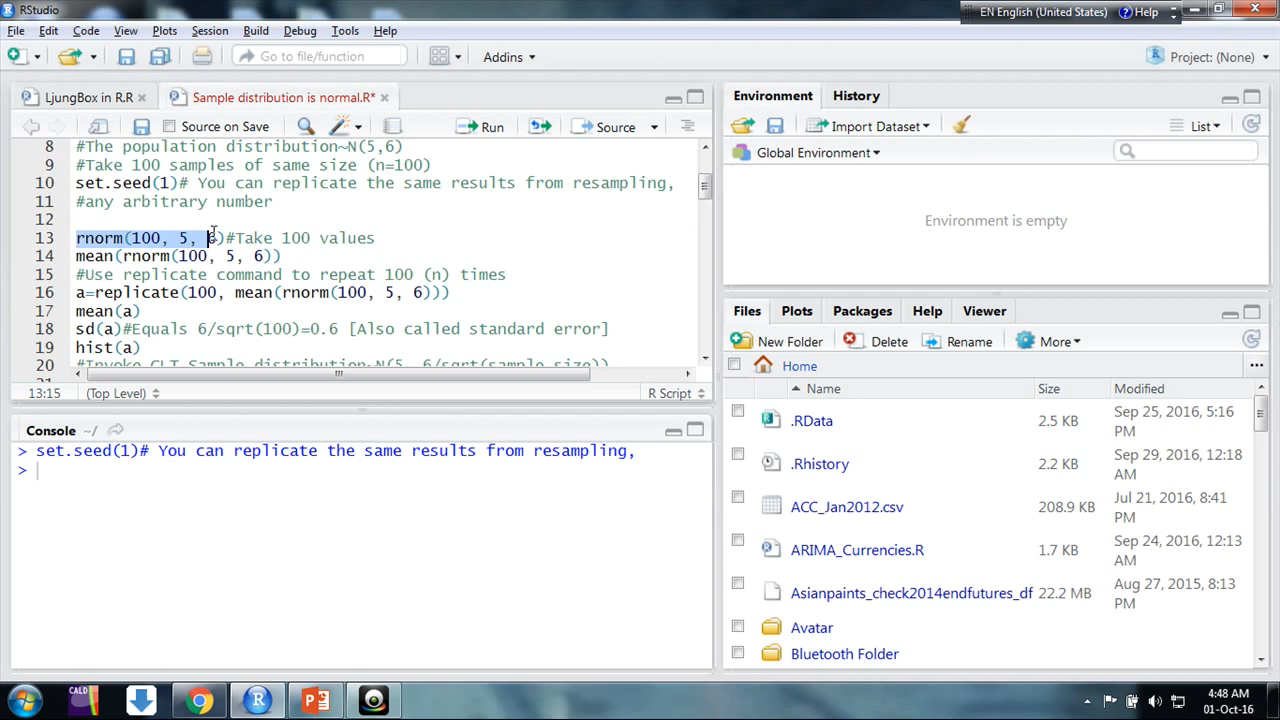 RStudio
EN English (United States)
Help
File Edit Code View Plots Session Build Debug Tools Help
Go to file/function
Addins
Project: (None)
LjungBox in R.R
Sample distribution is normal.R*
Source on Save
Run
Source
8 #The population distribution~N(5,6)
9 #Take 100 samples of same size (n=100)
10 set.seed(1)# You can replicate the same results from resampling,
11 #any arbitrary number
12
13 rnorm(100, 5, 6)#Take 100 values
14 mean(rnorm(100, 5, 6))
15 #Use replicate command to repeat 100 (n) times
16 a=replicate(100, mean(rnorm(100, 5, 6)))
17 mean(a)
18 sd(a)#Equals 6/sqrt(100)=0.6 [Also called standard error]
19 hist(a)
20 #Invoke CLT Sample distribution~N(5, 6/sqrt(sample size))
13:15 (Top Level) R Script
Console ~/
> set.seed(1)# You can replicate the same results from resampling,
>
Environment History
Import Dataset
List
Global Environment
Environment is empty
Files Plots Packages Help Viewer
New Folder Delete Rename More
Home
Name Size Modified
.RData 2.5 KB Sep 25, 2016, 5:16 PM
.Rhistory 2.2 KB Sep 29, 2016, 12:18 AM
ACC_Jan2012.csv 208.9 KB Jul 21, 2016, 8:41 PM
ARIMA_Currencies.R 1.7 KB Sep 24, 2016, 12:13 AM
Asianpaints_check2014endfutures_df 22.2 MB Aug 27, 2015, 8:13 PM
Avatar
Bluetooth Folder
CALD
4:48 AM
01-Oct-16